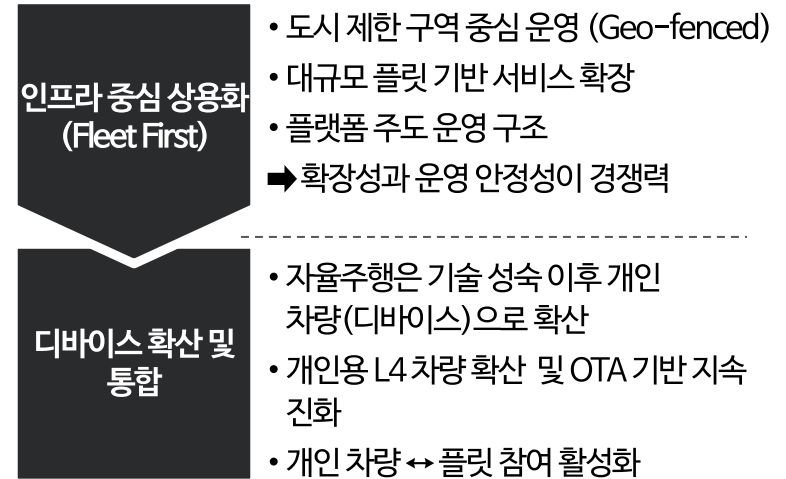 인프라 중심 상용화
(Fleet First)
• 도시 제한 구역 중심 운영 (Geo-fenced)
• 대규모 플릿 기반 서비스 확장
• 플랫폼 주도 운영 구조
➡ 확장성과 운영 안정성이 경쟁력
디바이스 확산 및
통합
• 자율주행은 기술 성숙 이후 개인
차량(디바이스)으로 확산
• 개인용 L4 차량 확산 및 OTA 기반 지속
진화
• 개인 차량 ↔ 플릿 참여 활성화